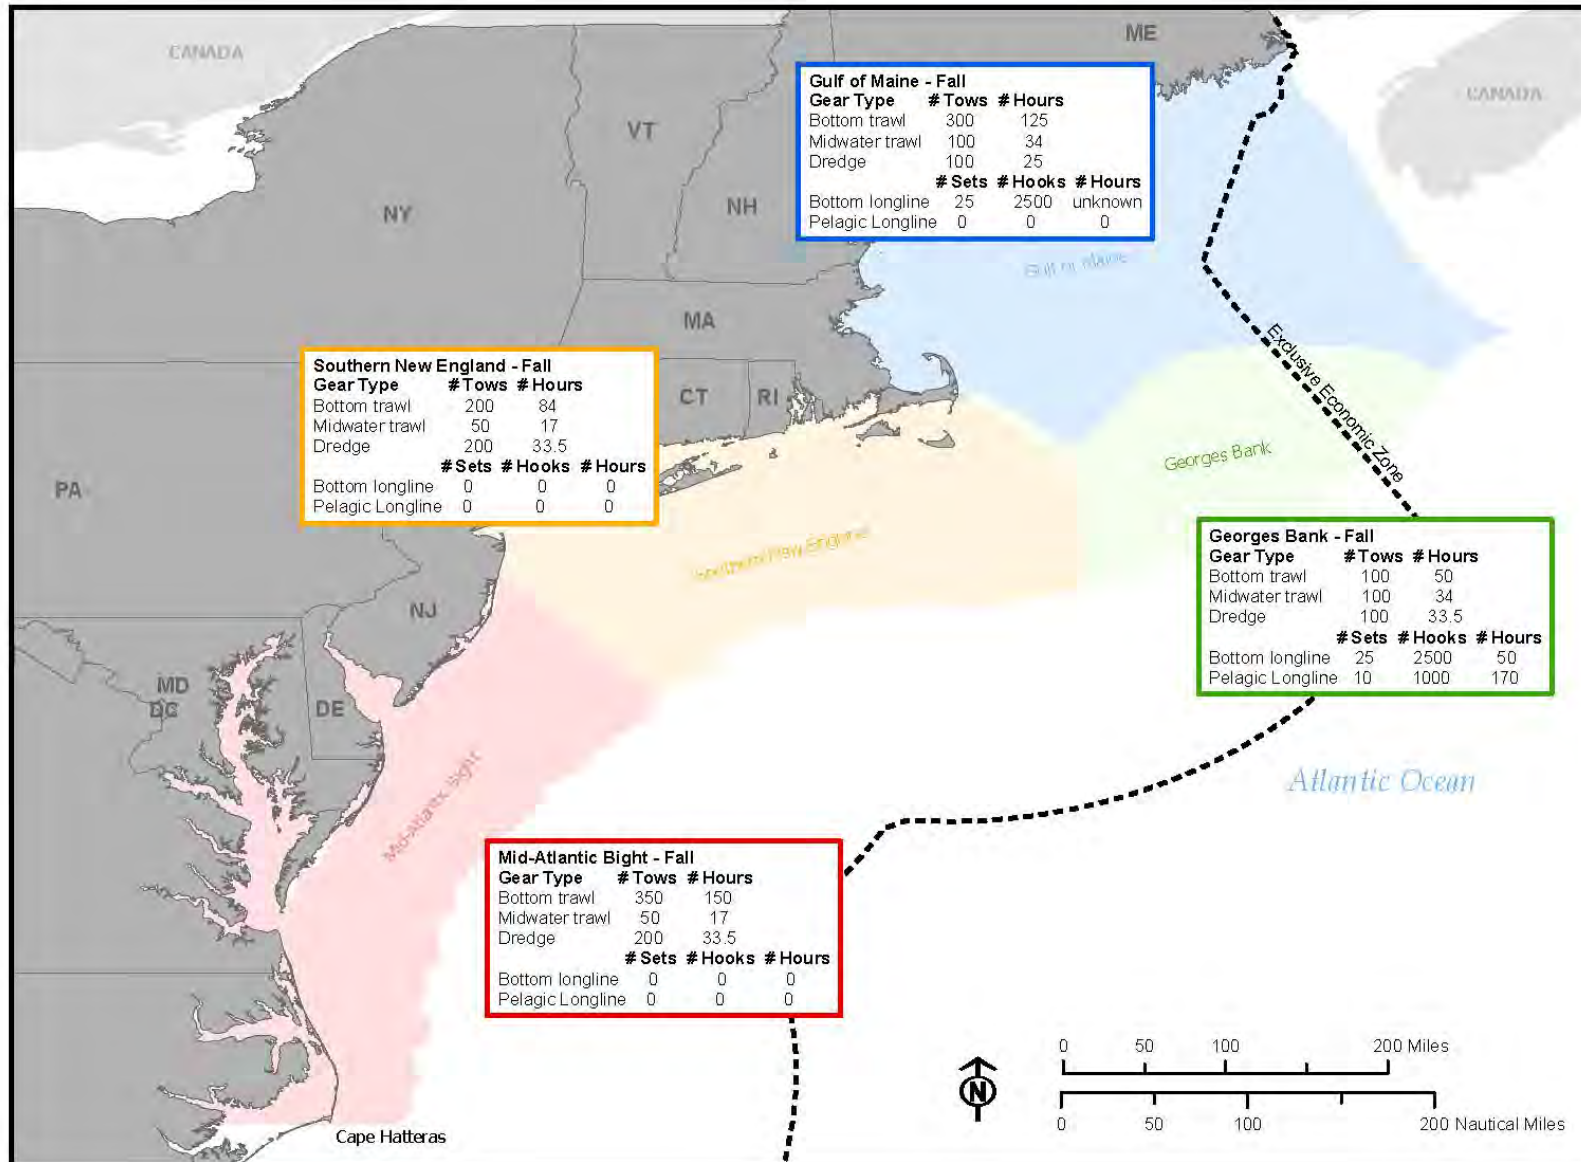 CANADA
ME
CANADA
VT
NY
NH
MA
CT
RI
PA
NJ
MD
DC
DE
Gulf of Maine - Fall
Gear Type # Tows # Hours
Bottom trawl 300 125
Midwater trawl 100 34
Dredge 100 25
# Sets # Hooks # Hours
Bottom longline 25 2500 unknown
Pelagic Longline 0 0 0
Gulf of Maine
Southern New England - Fall
Gear Type # Tows # Hours
Bottom trawl 200 84
Midwater trawl 50 17
Dredge 200 33.5
# Sets # Hooks # Hours
Bottom longline 0 0 0
Pelagic Longline 0 0 0
Exclusive Economic Zone
Georges Bank
Southern New England
Georges Bank - Fall
Gear Type # Tows # Hours
Bottom trawl 100 50
Midwater trawl 100 34
Dredge 100 33.5
# Sets # Hooks # Hours
Bottom longline 25 2500 50
Pelagic Longline 10 1000 170
Atlantic Ocean
Mid-Atlantic Bight
Mid-Atlantic Bight - Fall
Gear Type # Tows # Hours
Bottom trawl 350 150
Midwater trawl 50 17
Dredge 200 33.5
# Sets # Hooks # Hours
Bottom longline 0 0 0
Pelagic Longline 0 0 0
Cape Hatteras
N
0 50 100 200 Miles
0 50 100 200 Nautical Miles